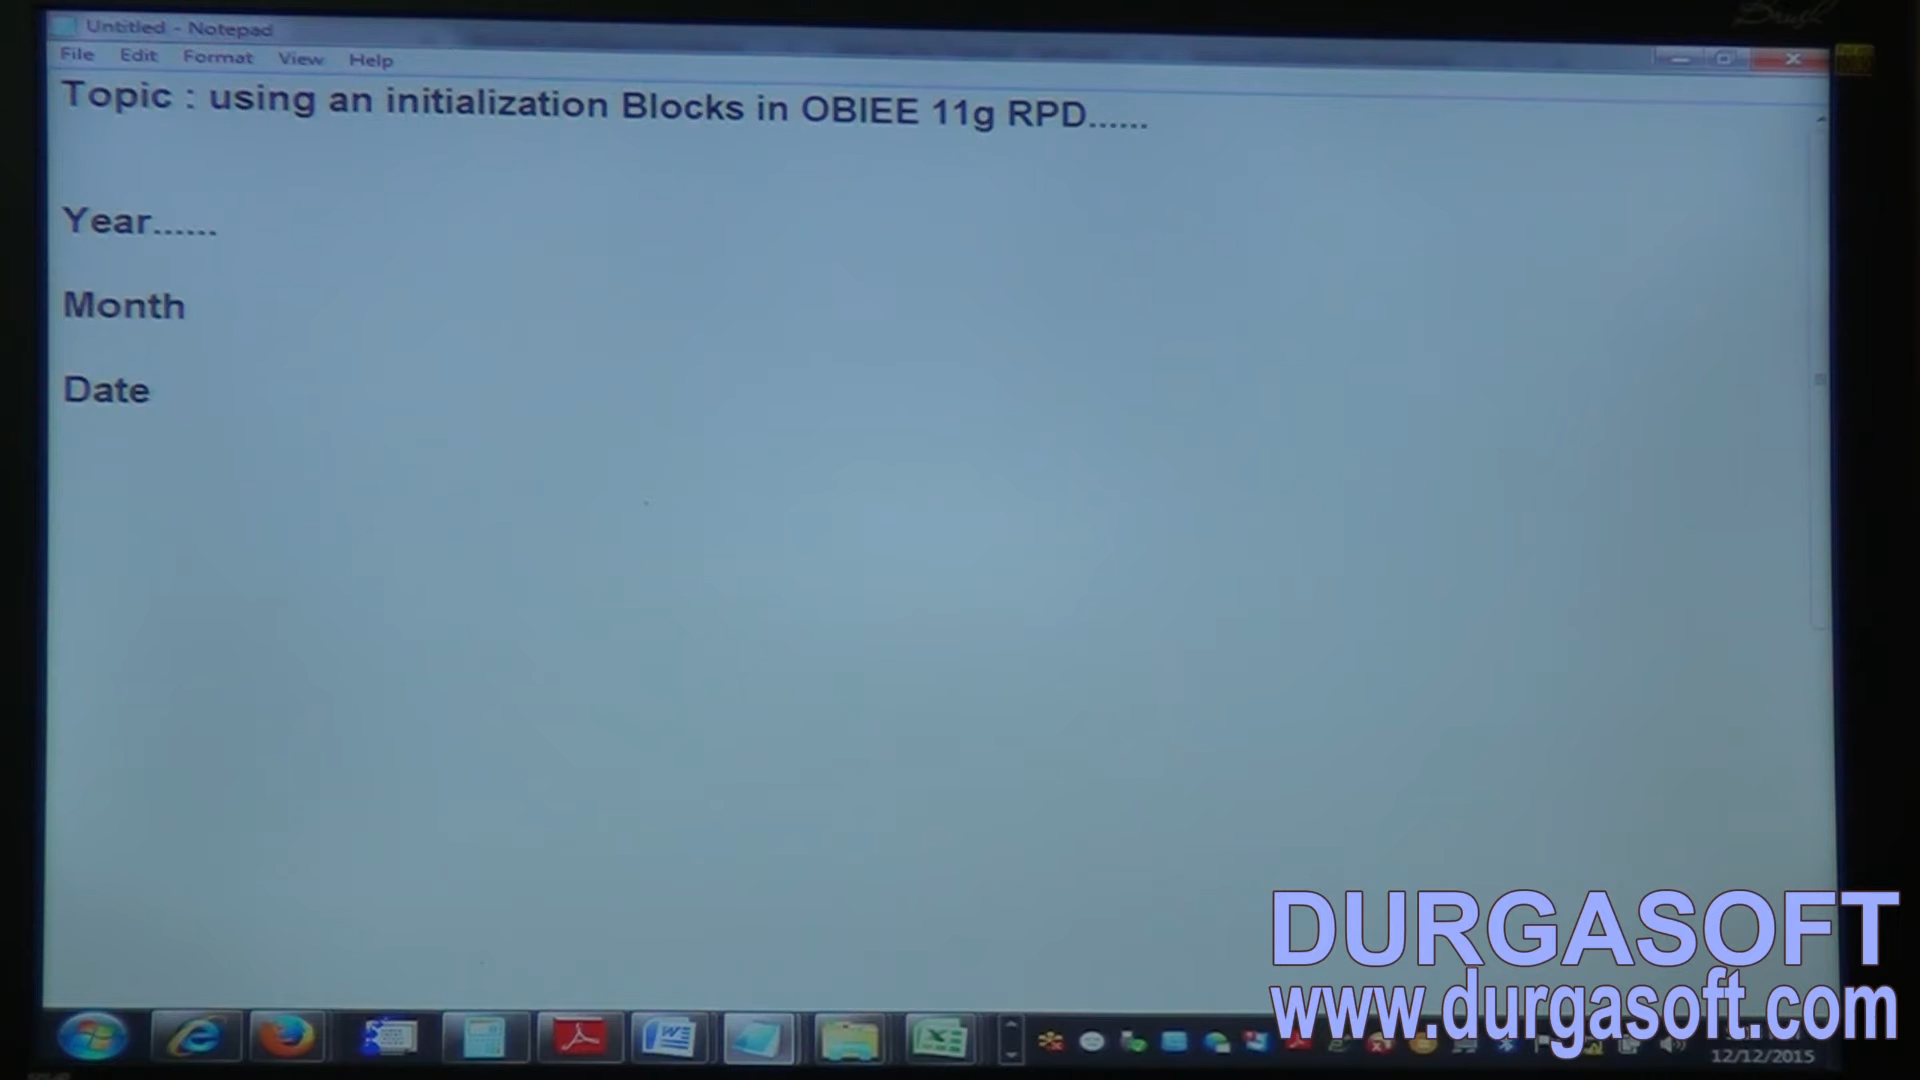 Untitled - Notepad
File Edit Format View Help
Topic : using an initialization Blocks in OBIEE 11g RPD......
Year......
Month
Date
DURGASOFT
www.durgasoft.com
12/12/2015